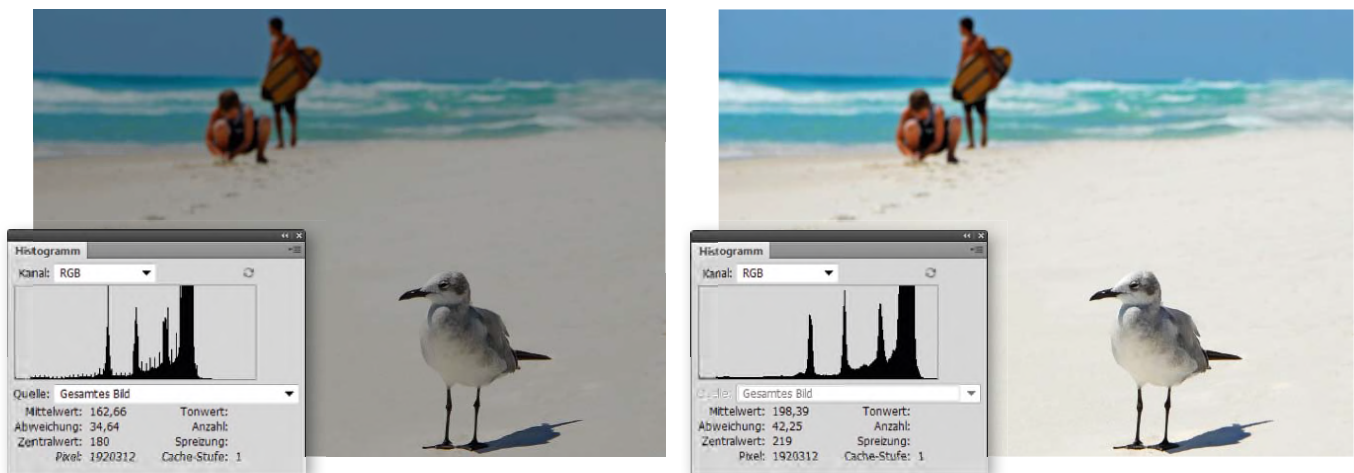 Histogramm
Kanal: RGB
Quelle: Gesamtes Bild
Mittelwert: 162,66 Tonwert:
Abweichung: 34,64 Anzahl:
Zentralwert: 180 Spreizung:
Pixel: 1920312 Cache-Stufe: 1
Histogramm
Kanal: RGB
Quelle: Gesamtes Bild
Mittelwert: 198,39 Tonwert:
Abweichung: 42,25 Anzahl:
Zentralwert: 219 Spreizung:
Pixel: 1920312 Cache-Stufe: 1